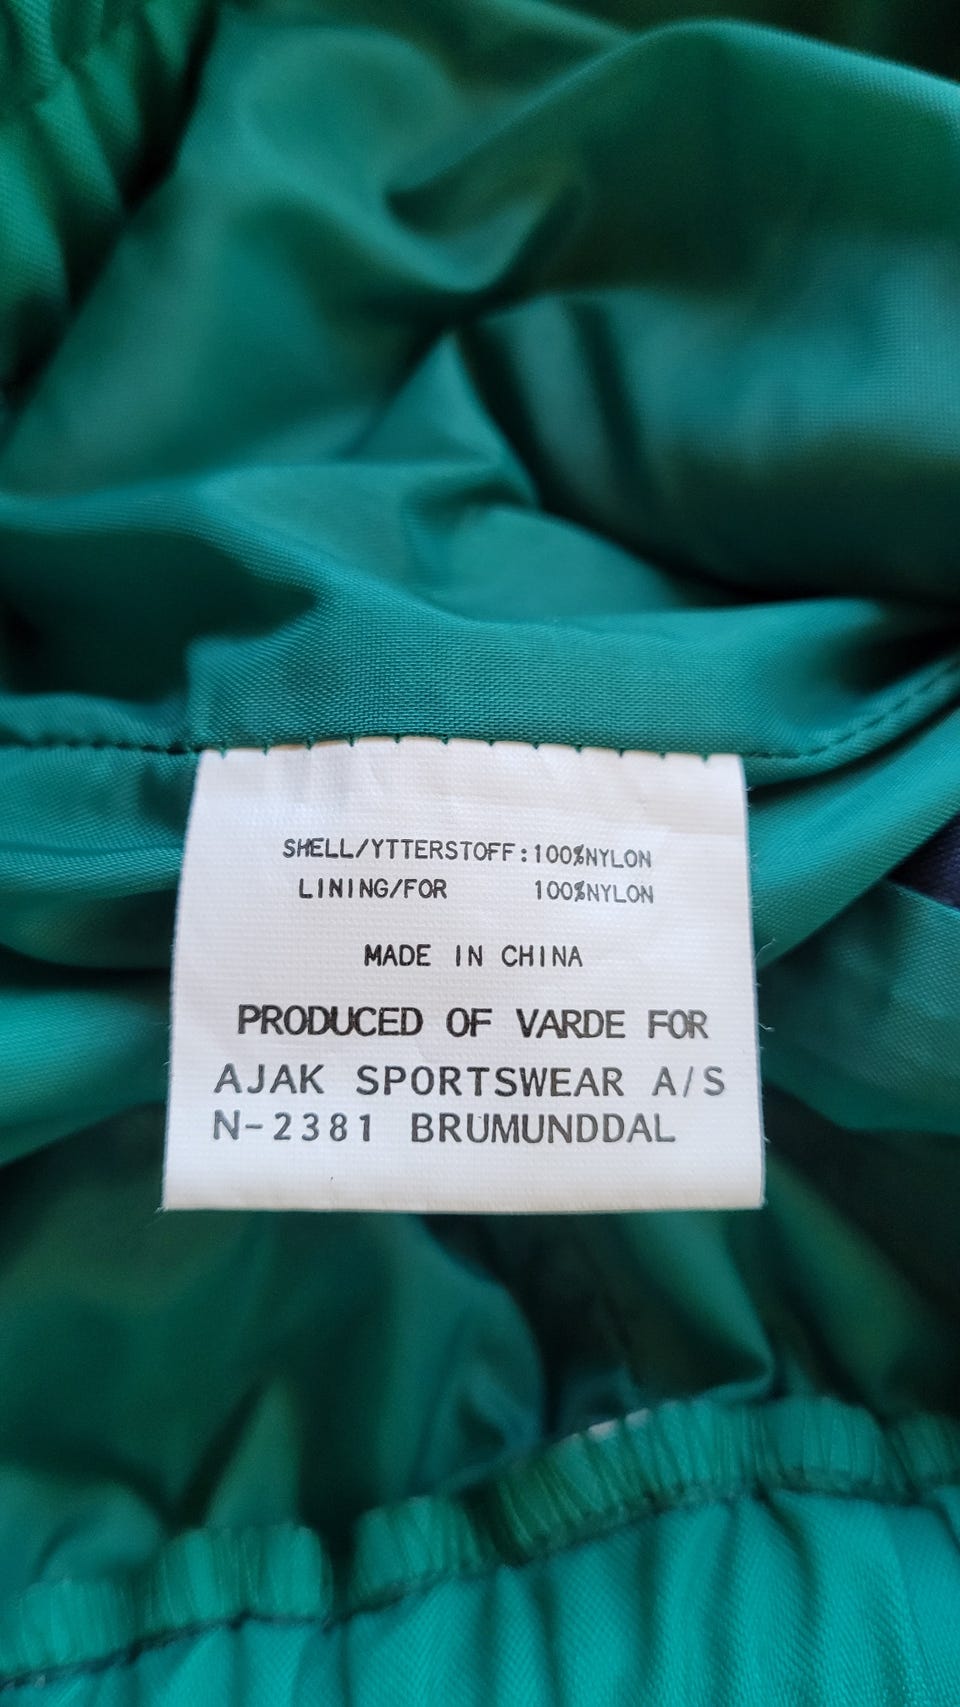 SHELL/YTTERSTOFF:100%NYLON
LINING/FOR 100%NYLON
MADE IN CHINA
PRODUCED OF VARDE FOR
AJAK SPORTSWEAR A/S
N-2381 BRUMUNDDAL